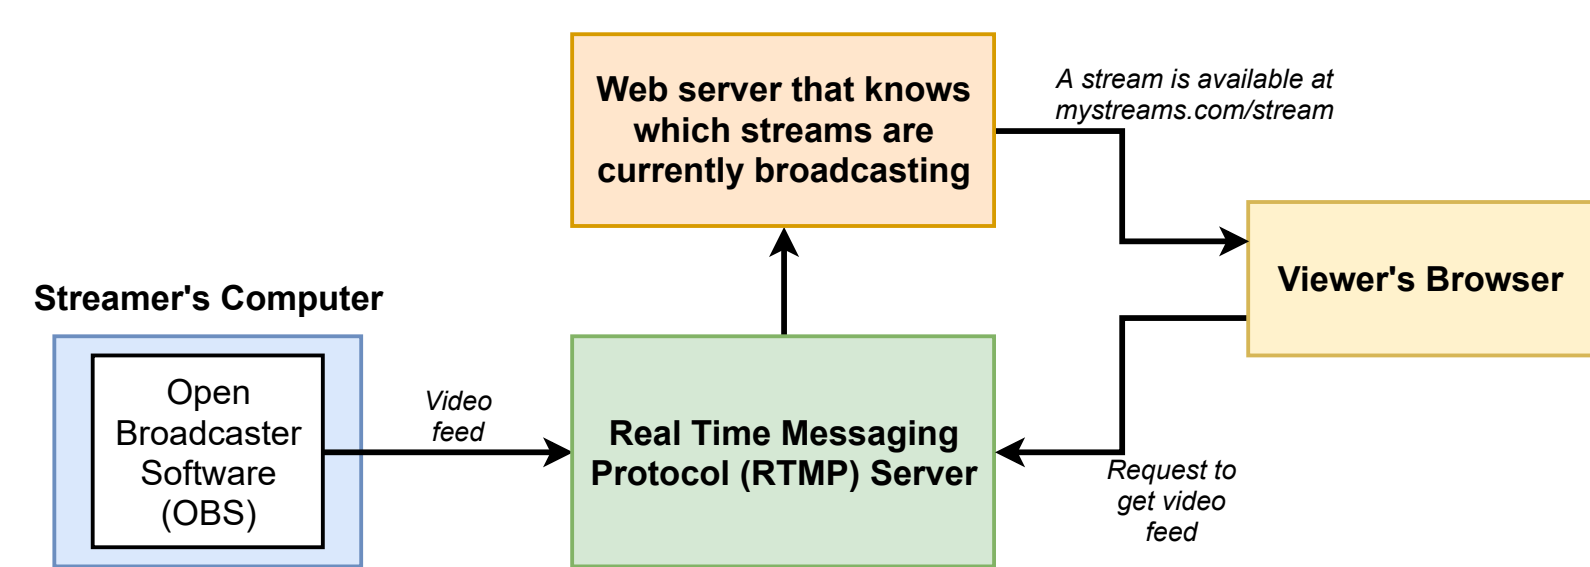 Web server that knows
which streams are
currently broadcasting
A stream is available at
mystreams.com/stream
Viewer's Browser
Streamer's Computer
Open
Broadcaster
Software
(OBS)
Video
feed
Real Time Messaging
Protocol (RTMP) Server
Request to
get video
feed